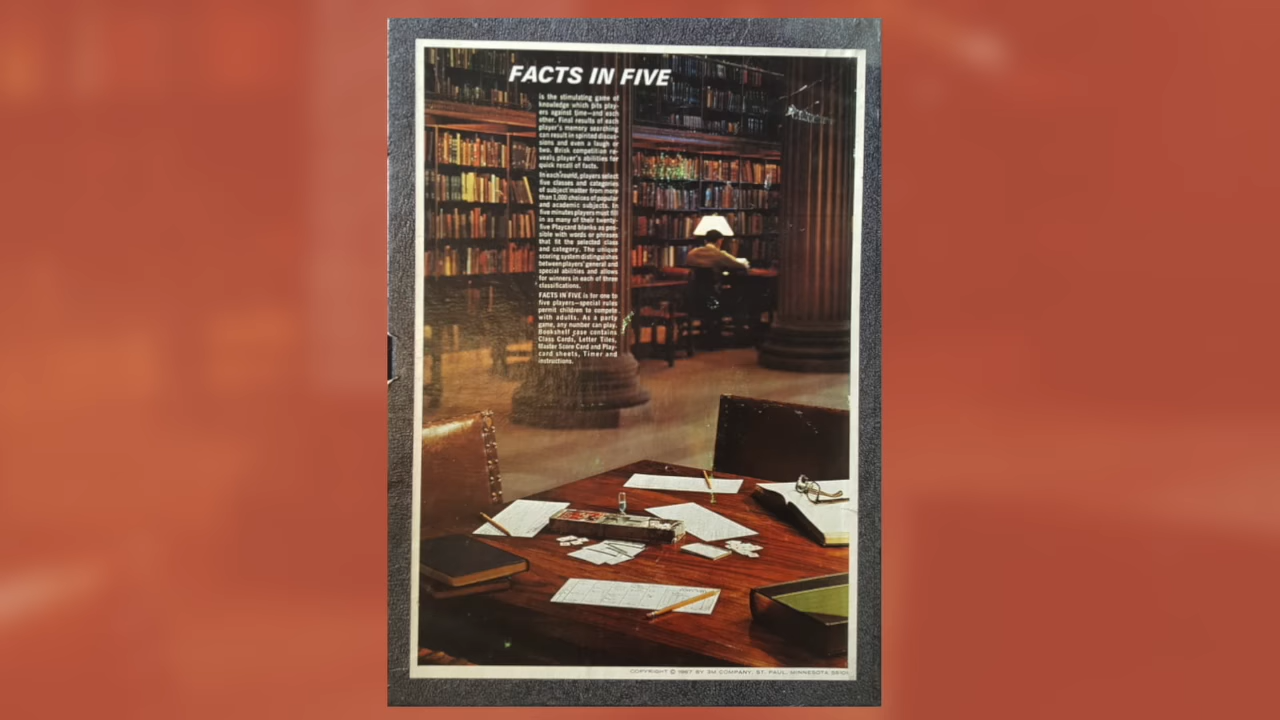 FACTS IN FIVE
is the stimulating game of
knowledge which pits play-
ers against time—and each
other. Final results of each
player's memory searching
can result in spirited discus-
sions and even a laugh or
two. Brisk competition re-
veals player's abilities for
quick recall of facts.
In each round, players select
five classes and categories
of subject matter from more
than 1,000 choices of popular
and academic subjects. In
five minutes players must fill
in as many of their twenty-
five Playcard blanks as pos-
sible with words or phrases
that fit the selected class
and category. The unique
scoring system distinguishes
between players' general and
special abilities and allows
for winners in each of three
classifications.
FACTS IN FIVE is for one to
five players—special rules
permit children to compete
with adults. As a party
game, any number can play.
Bookshelf case contains
Class Cards, Letter Tiles,
Master Score Card and Play-
card sheets, Timer and
instructions.
COPYRIGHT © 1967 BY 3M COMPANY, ST. PAUL, MINNESOTA 55101